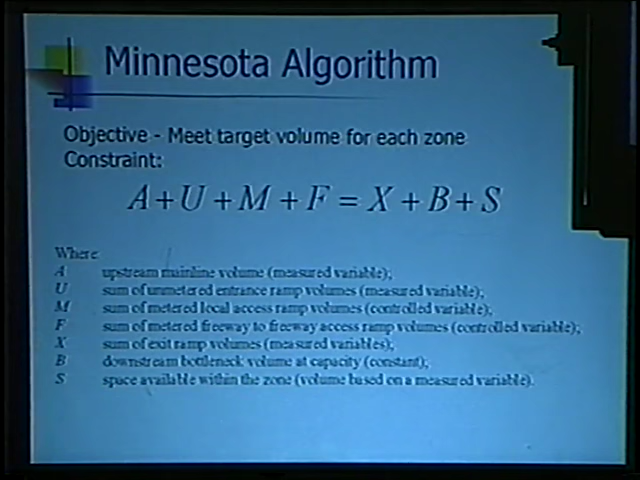 Minnesota Algorithm
Objective - Meet target volume for each zone
Constraint:
A+U+M+F = X+B+S
Where
A upstream mainline volume (measured variable);
U sum of unmetered entrance ramp volumes (measured variable);
M sum of metered local access ramp volumes (controlled variable);
F sum of metered freeway to freeway access ramp volumes (controlled variable);
X sum of exit ramp volumes (measured variables);
B downstream bottleneck volume at capacity (constant);
S space available within the zone (volume based on a measured variable).